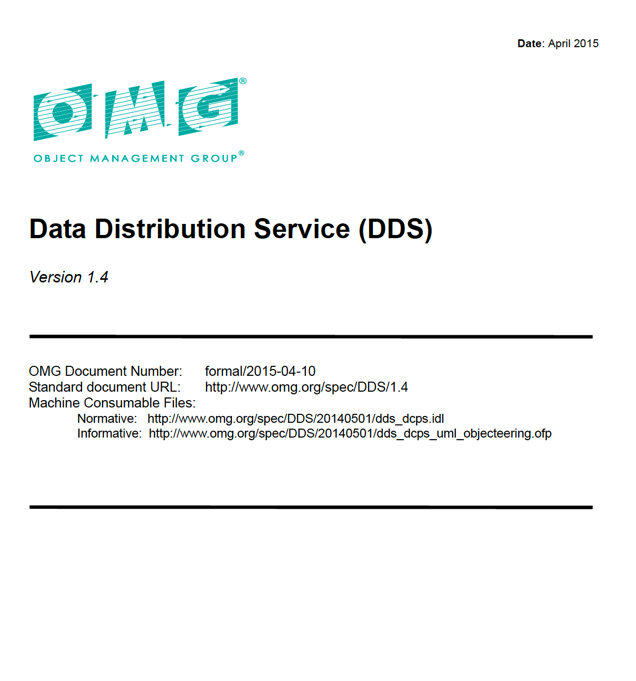 Date: April 2015
OMG®
OBJECT MANAGEMENT GROUP®
Data Distribution Service (DDS)
Version 1.4
OMG Document Number: formal/2015-04-10
Standard document URL: http://www.omg.org/spec/DDS/1.4
Machine Consumable Files:
Normative: http://www.omg.org/spec/DDS/20140501/dds_dcps.idl
Informative: http://www.omg.org/spec/DDS/20140501/dds_dcps_uml_objecteering.ofp